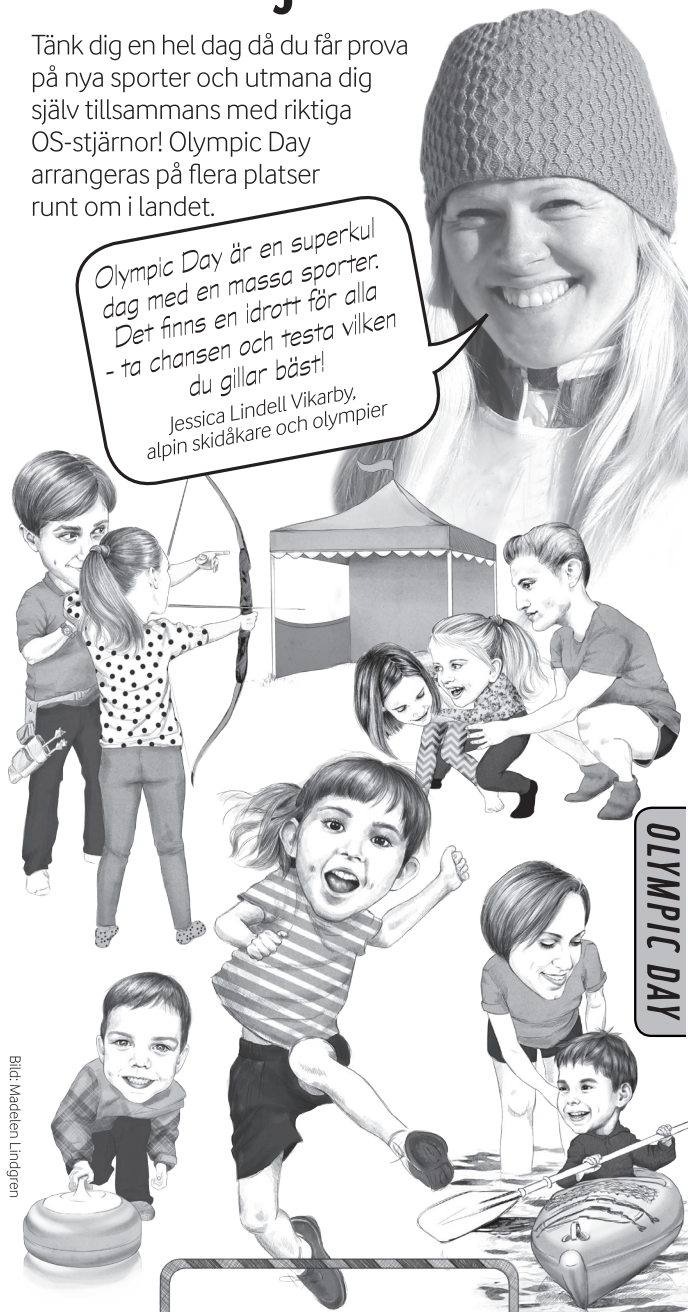 Tänk dig en hel dag då du får prova
på nya sporter och utmana dig
själv tillsammans med riktiga
OS-stjärnor! Olympic Day
arrangeras på flera platser
runt om i landet.
Olympic Day är en superkul
dag med en massa sporter.
Det finns en idrott för alla
- ta chansen och testa vilken
du gillar bäst!
Jessica Lindell Vikarby,
alpin skidåkare och olympier
OLYMPIC DAY
Bild: Madelen Lindgren